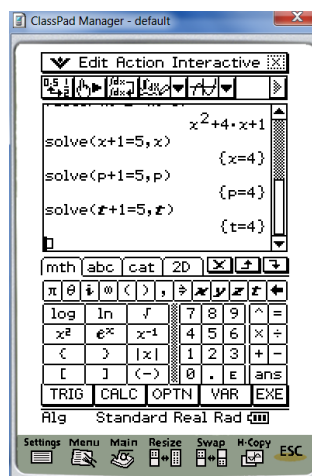 ClassPad Manager - default
Edit Action Interactive
x²+4·x+1
solve(x+1=5,x)
{x=4}
solve(p+1=5,p)
{p=4}
solve(t+1=5,t)
{t=4}
mth abc cat 2D
π θ i ∞ ( ) , ⇒ x y z t
log ln √ 7 8 9 ^ =
x² eˣ x⁻¹ 4 5 6 × ÷
|x| 1 2 3 + -
[ ] (-) 0 . E ans
TRIG CALC OPTN VAR EXE
Alg Standard Real Rad
Settings Menu Main Resize Swap H-Copy ESC